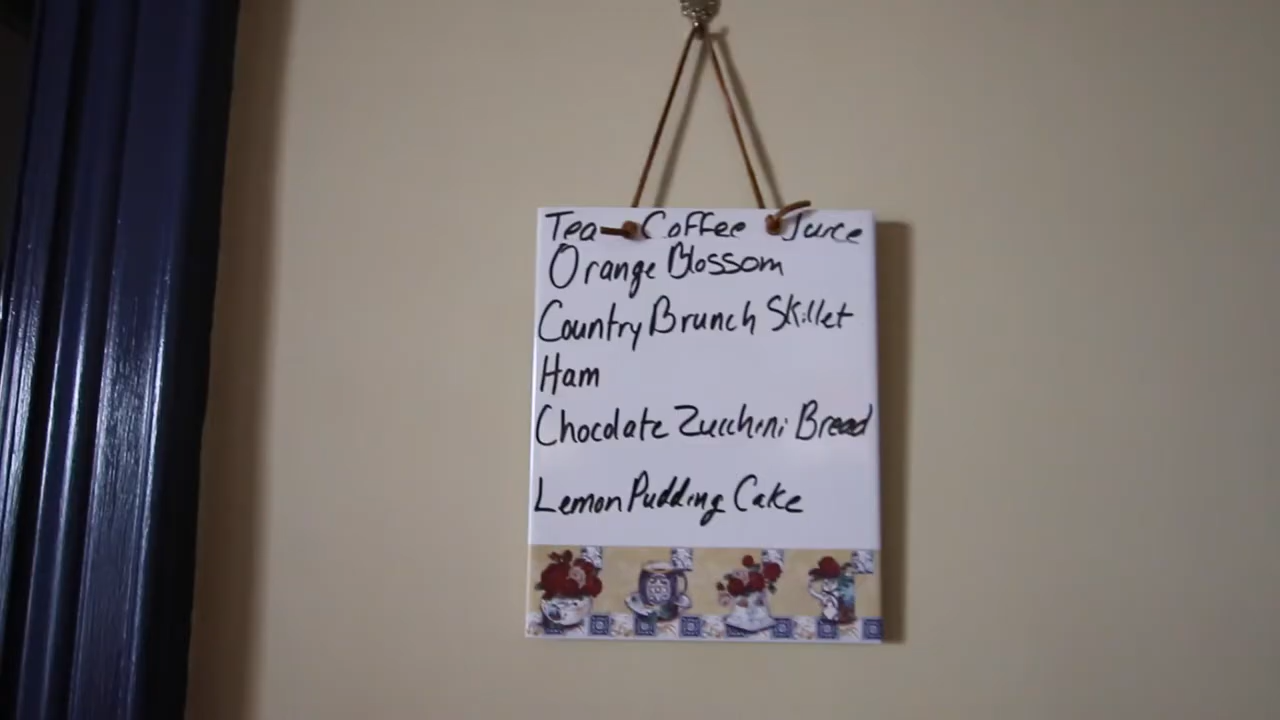 Tea Coffee Juice
Orange Blossom
Country Brunch Skillet
Ham
Chocolate Zucchini Bread
Lemon Pudding Cake